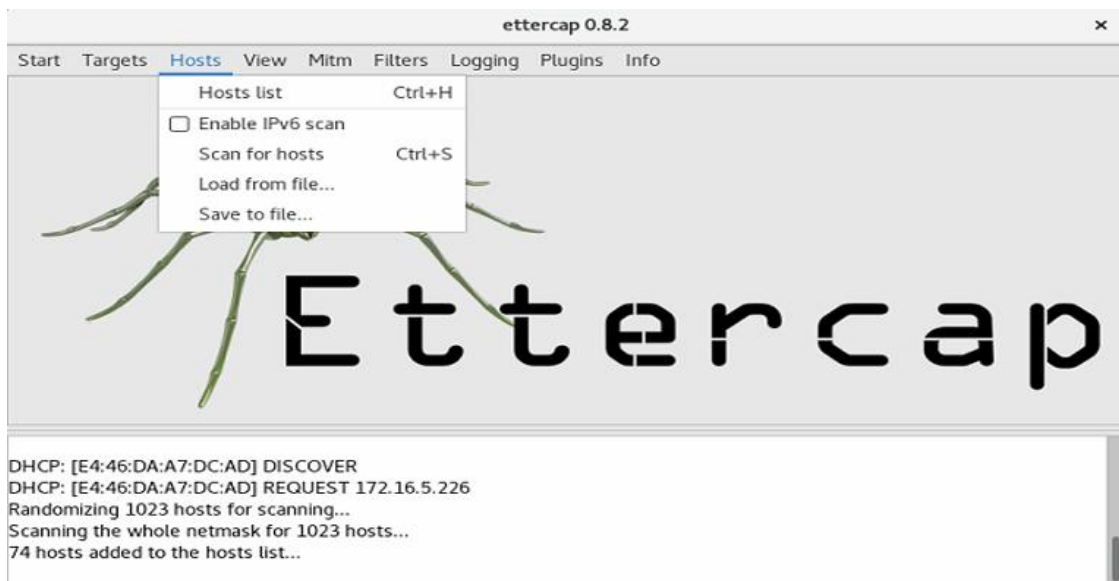 ettercap 0.8.2 ×
Start Targets Hosts View Mitm Filters Logging Plugins Info
Hosts list Ctrl+H
Enable IPv6 scan
Scan for hosts Ctrl+S
Load from file...
Save to file...
Ettercap
DHCP: [E4:46:DA:A7:DC:AD] DISCOVER
DHCP: [E4:46:DA:A7:DC:AD] REQUEST 172.16.5.226
Randomizing 1023 hosts for scanning...
Scanning the whole netmask for 1023 hosts...
74 hosts added to the hosts list...